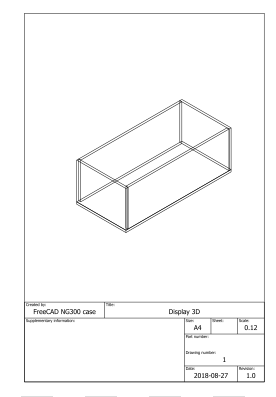 Created by:
FreeCAD NG300 case
Title:
Display 3D
Supplementary information:
Size:
A4
Sheet:
Scale:
0.12
Part number:
Drawing number:
1
Date:
2018-08-27
Revision:
1.0